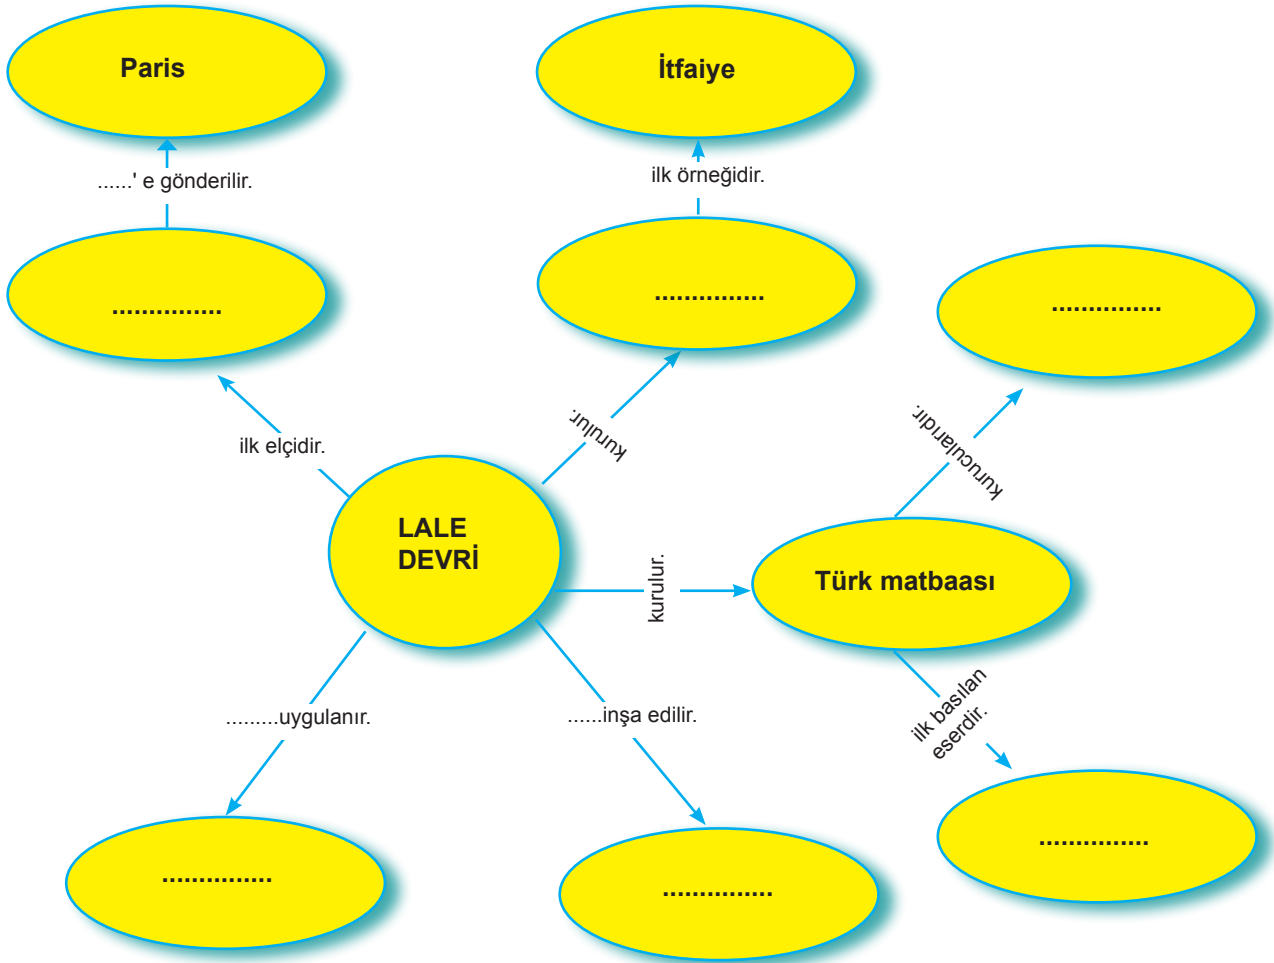 Paris
İtfaiye
......' e gönderilir.
ilk örneğidir.
...............
...............
...............
ilk elçidir.
kurulur.
kurucularıdır.
LALE
DEVRİ
kurulur.
Türk matbaası
.........uygulanır.
......inşa edilir.
ilk basılan
eserdir.
...............
...............
...............